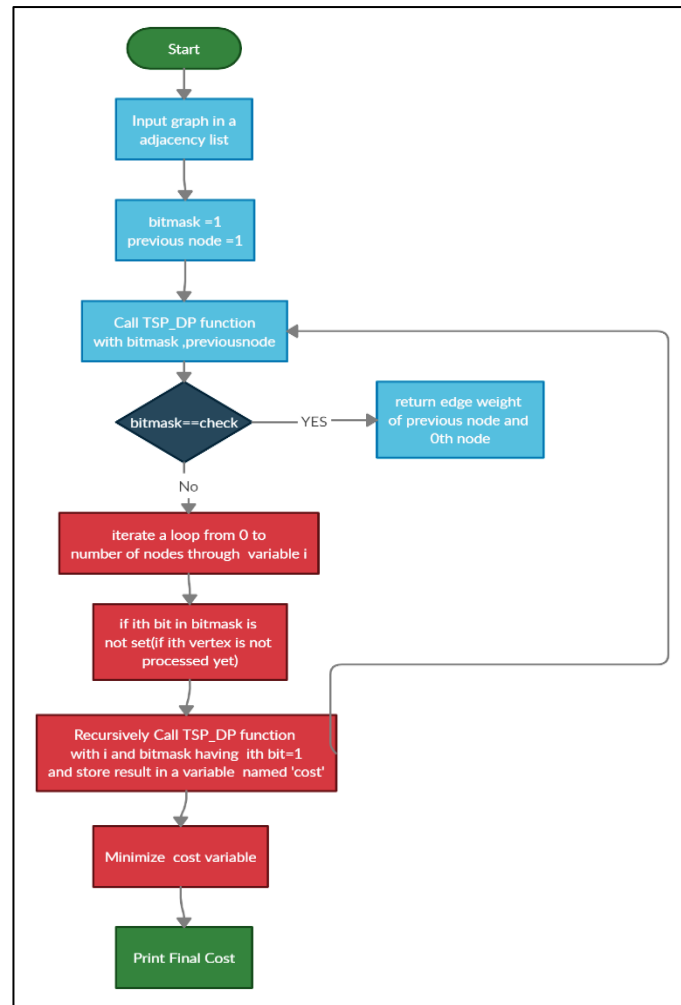 Start
Input graph in a
adjacency list
bitmask =1
previous node =1
Call TSP_DP function
with bitmask ,previousnode
bitmask==check
YES
return edge weight
of previous node and
0th node
No
iterate a loop from 0 to
number of nodes through variable i
if ith bit in bitmask is
not set(if ith vertex is not
processed yet)
Recursively Call TSP_DP function
with i and bitmask having ith bit=1
and store result in a variable named 'cost'
Minimize cost variable
Print Final Cost